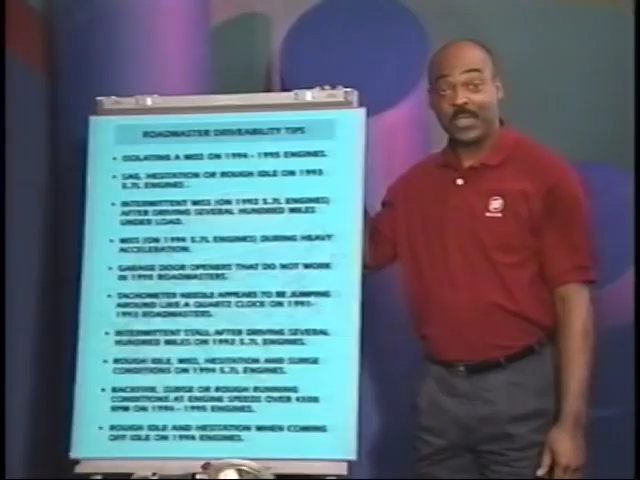 ROADMASTER DRIVEABILITY TIPS
• ISOLATING A MISS ON 1994 - 1995 ENGINES.
• SAG, HESITATION OR ROUGH IDLE ON 1993
5.7L ENGINES.
• INTERMITTENT MISS (ON 1992 5.7L ENGINES)
AFTER DRIVING SEVERAL HUNDRED MILES
UNDER LOAD.
• MISS (ON 1994 5.7L ENGINES) DURING HEAVY
ACCELERATION.
• GARAGE DOOR OPENERS THAT DO NOT WORK
IN 1995 ROADMASTERS.
• TACHOMETER NEEDLE APPEARS TO BE JUMPING
AROUND LIKE A QUARTZ CLOCK ON
ROADMASTERS.
• INTERMITTENT STALL AFTER DRIVING SEVERAL
HUNDRED MILES ON 1992 5.7L ENGINES.
• ROUGH IDLE, MISS, HESITATION AND SURGE
CONDITIONS ON 1994 5.7L ENGINES.
• BACKFIRE, SURGE OR ROUGH RUNNING
CONDITIONS AT ENGINE SPEEDS OVER
RPM ON 1994 - 1995 ENGINES.
• ROUGH IDLE AND HESITATION WHEN COMING
OFF IDLE ON 1994 ENGINES.